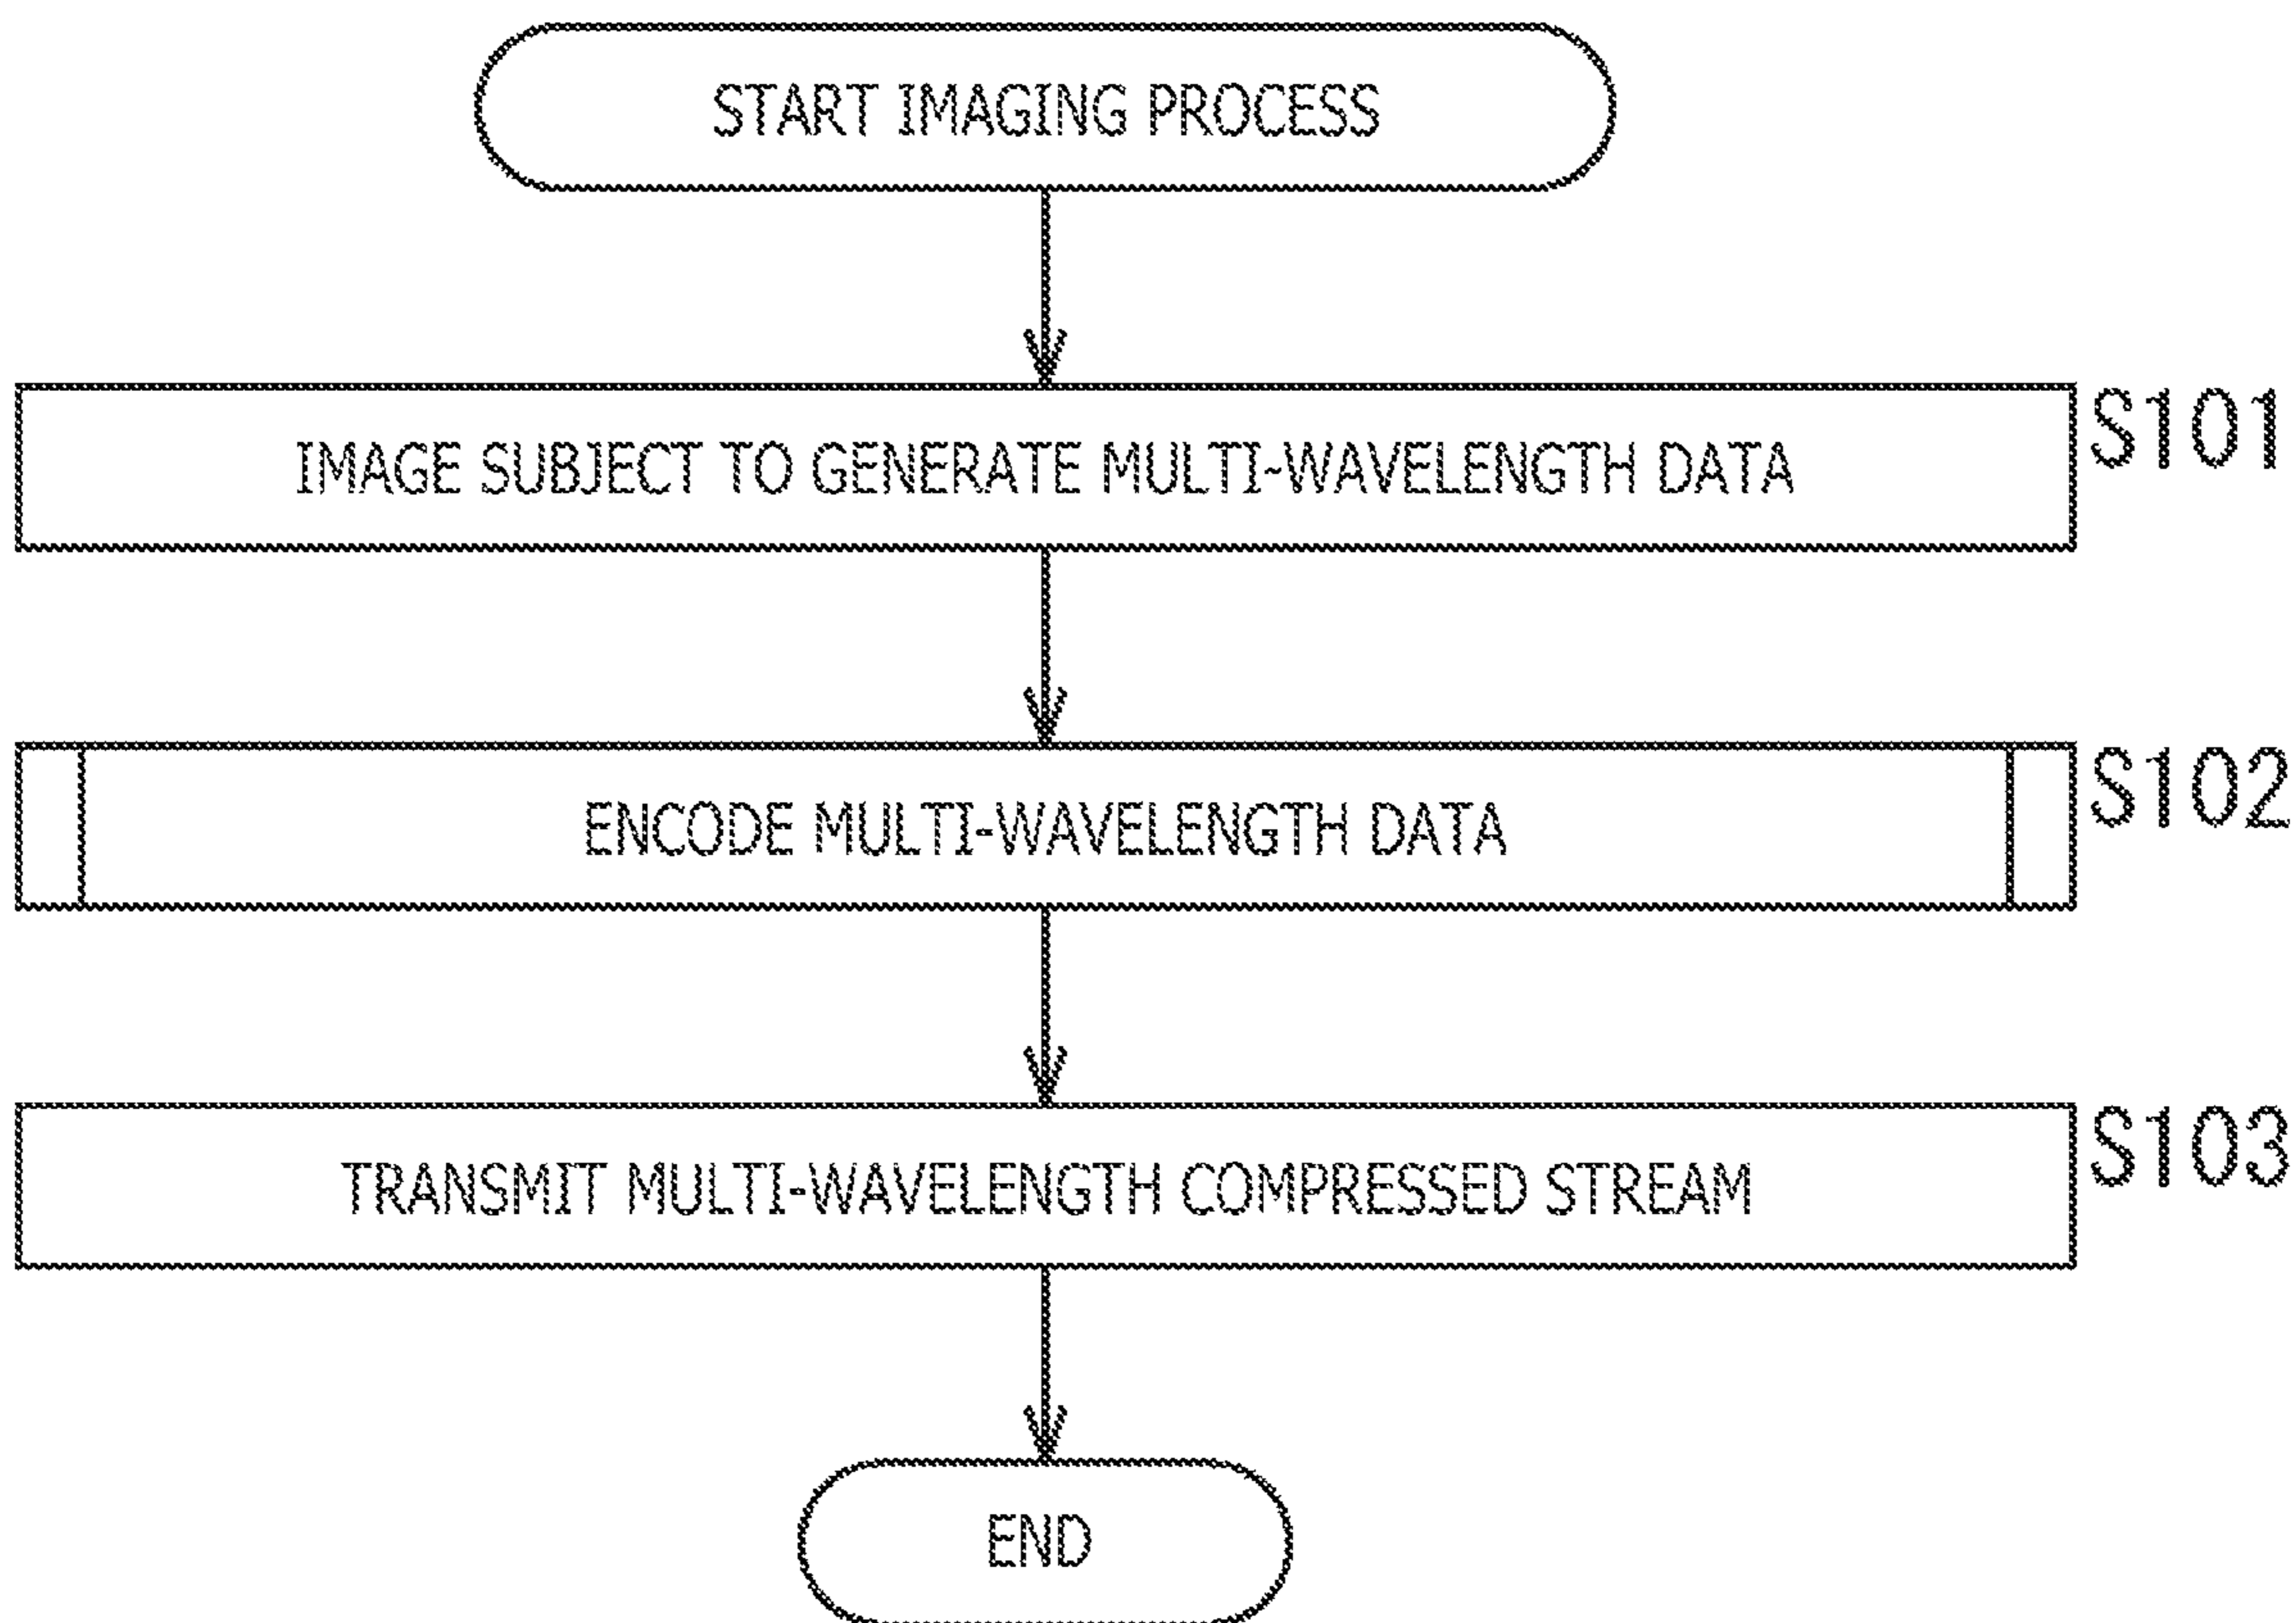 START IMAGING PROCESS
IMAGE SUBJECT TO GENERATE MULTI-WAVELENGTH DATA
S101
ENCODE MULTI-WAVELENGTH DATA
S102
TRANSMIT MULTI-WAVELENGTH COMPRESSED STREAM
S103
END